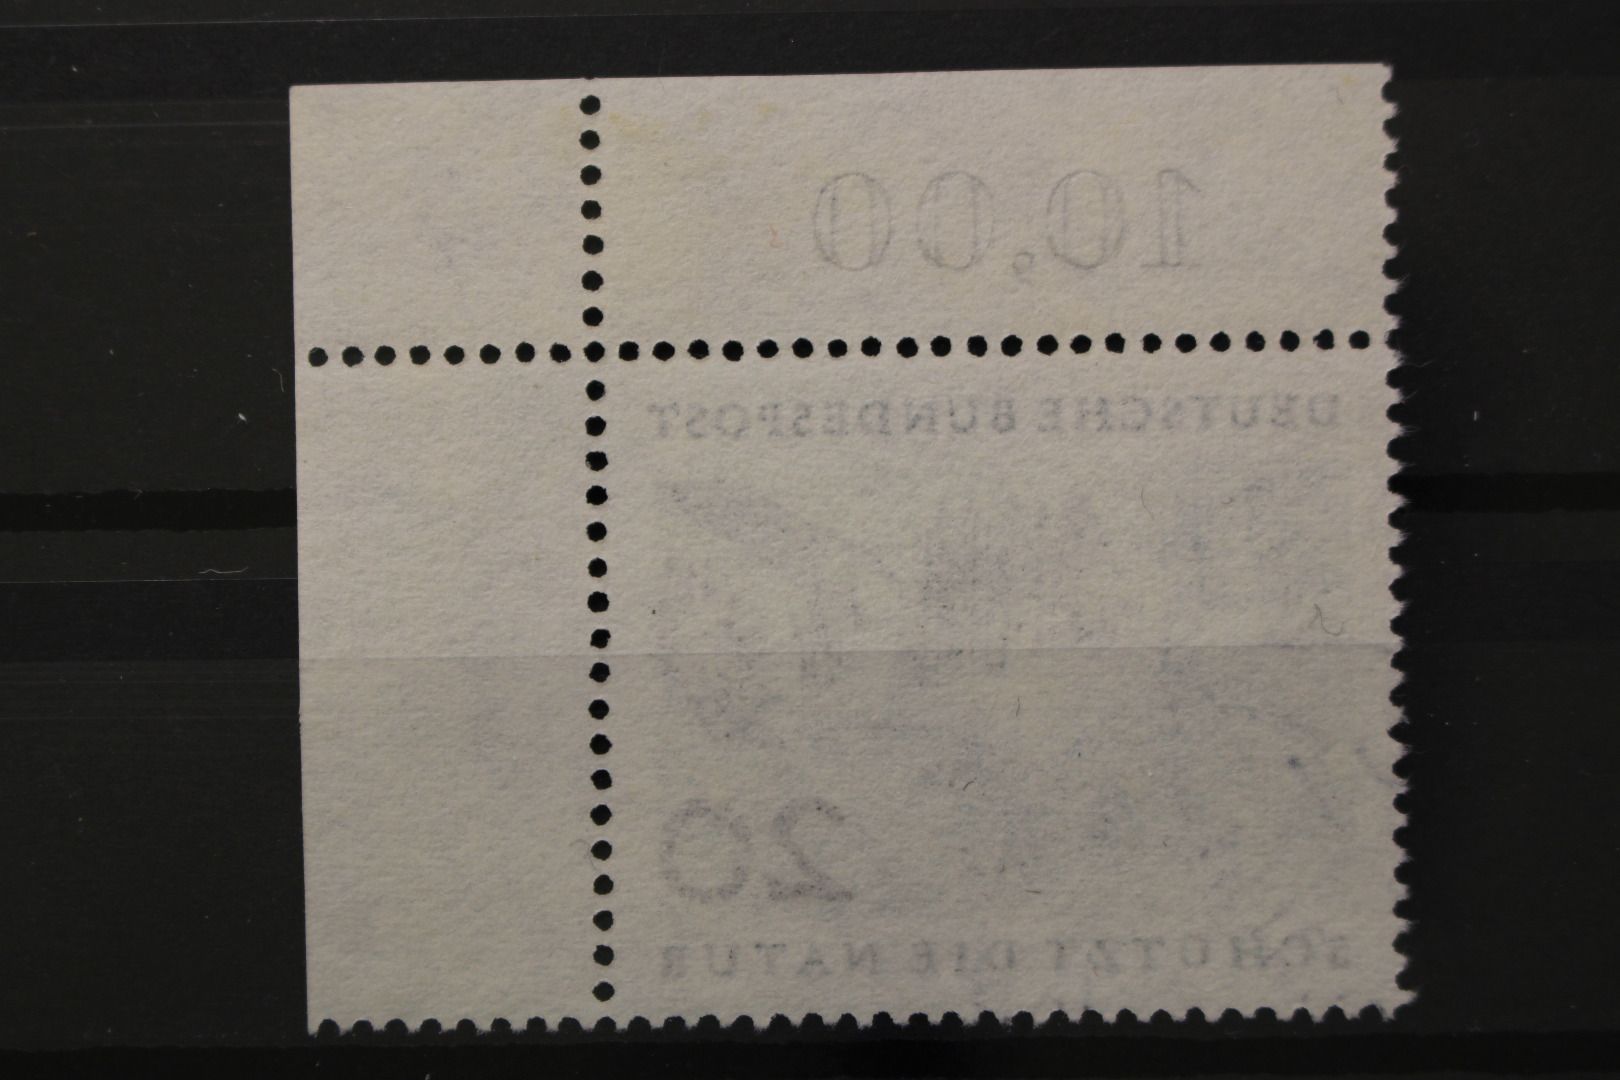 10,00
DEUTSCHE BUNDESPOST
20
SCHÜTZT DIE NATUR